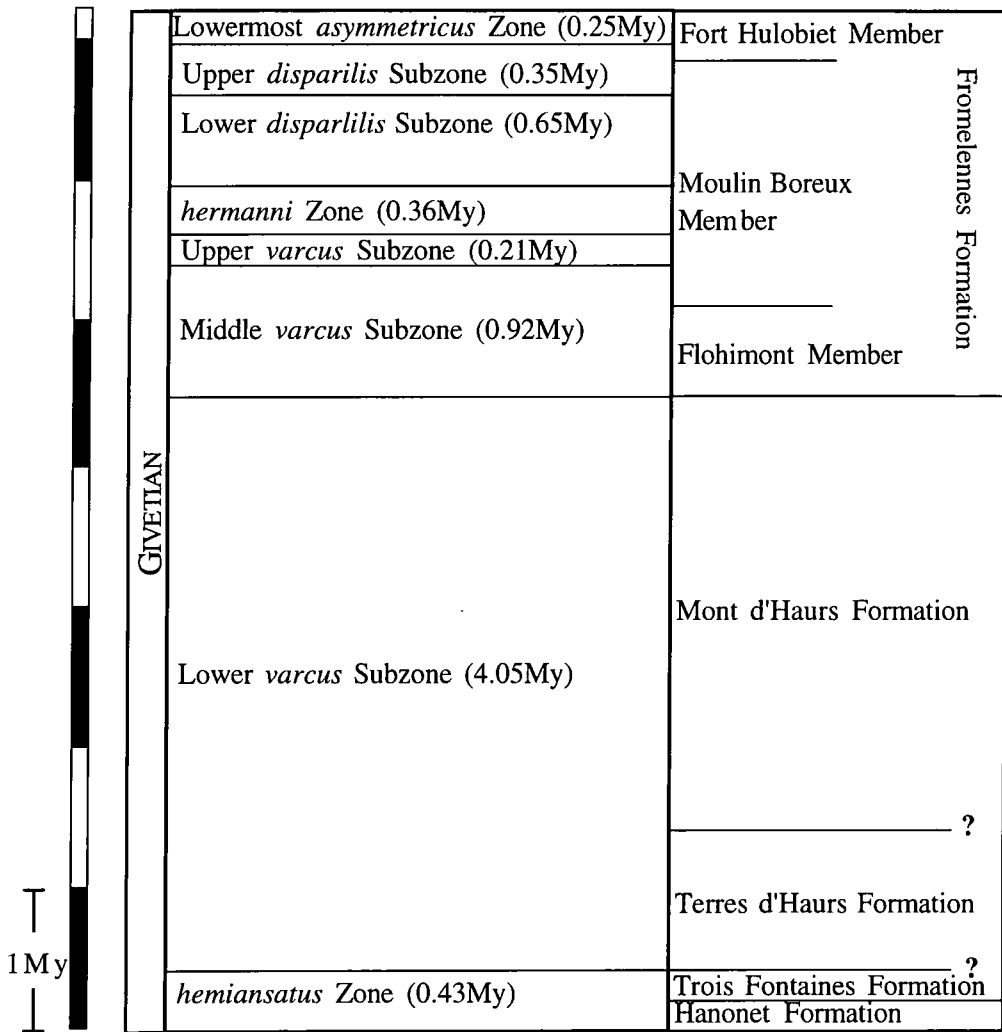 Lowermost asymmetricus Zone (0.25My)
Upper disparilis Subzone (0.35My)
Lower disparlilis Subzone (0.65My)
hermanni Zone (0.36My)
Upper varcus Subzone (0.21My)
Middle varcus Subzone (0.92My)
Lower varcus Subzone (4.05My)
hemiansatus Zone (0.43My)
GIVETIAN
1My
Fort Hulobiet Member
Moulin Boreux
Member
Flohimont Member
Fromelennes Formation
Mont d'Haurs Formation
?
Terres d'Haurs Formation
?
Trois Fontaines Formation
Hanonet Formation